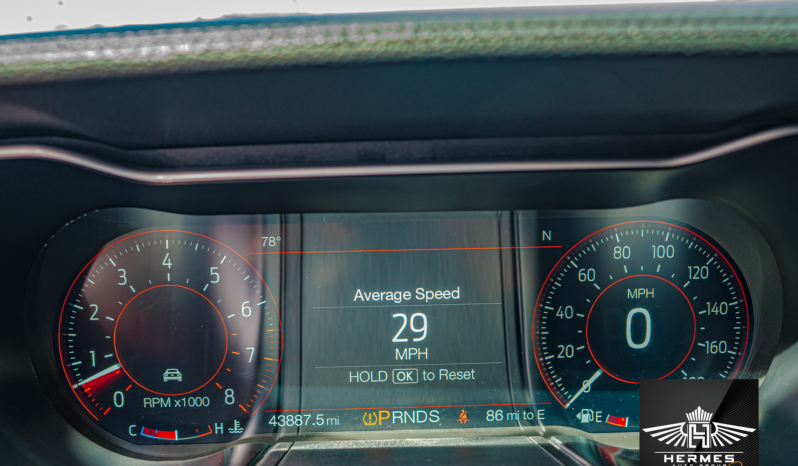 78°
N
Average Speed
29
MPH
HOLD OK to Reset
0 1 2 3 4 5 6 7 8
RPM x1000
C H
43887.5 mi
PRNDS
86 mi to E
0 20 40 60 80 100 120 140 160
MPH
0
E
HERMES
AUTO GROUP